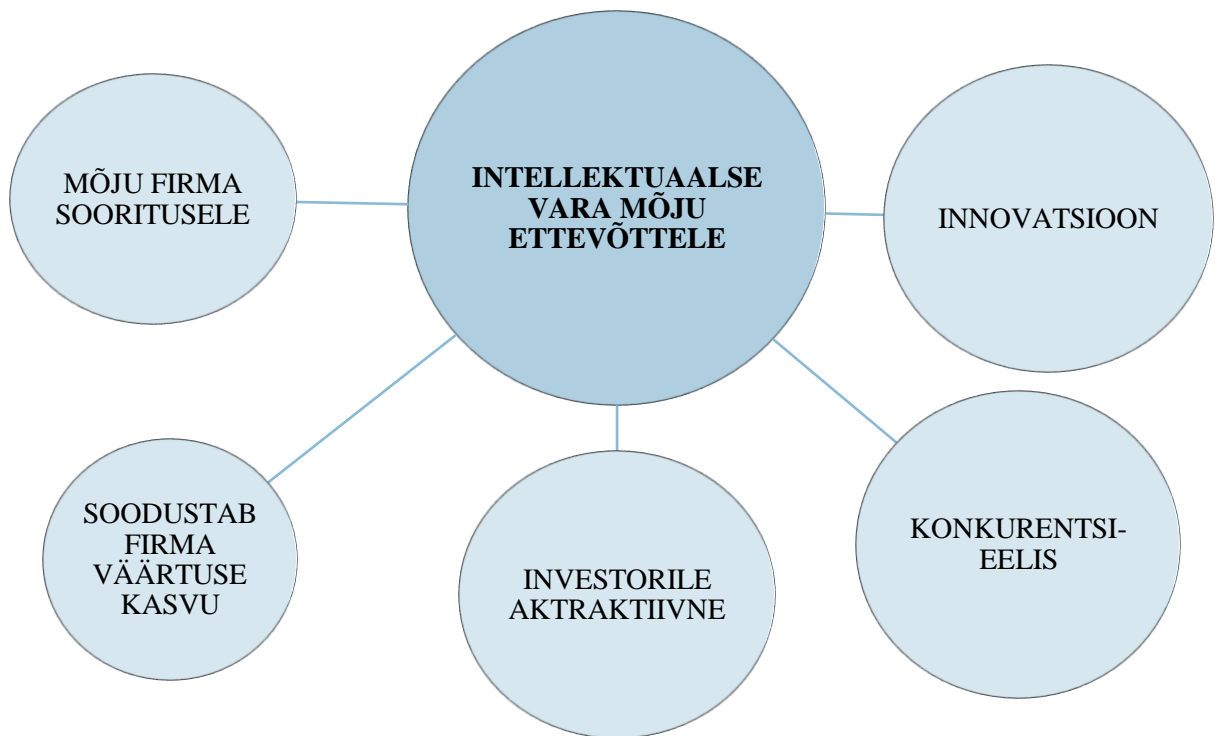 INTELLEKTUAALSE
VARA MÕJU
ETTEVÕTTELE
MÕJU FIRMA
SOORITUSELE
INNOVATSIOON
SOODUSTAB
FIRMA
VÄÄRTUSE
KASVU
INVESTORILE
AKTRAKTIIVNE
KONKURENTSI-
EELIS